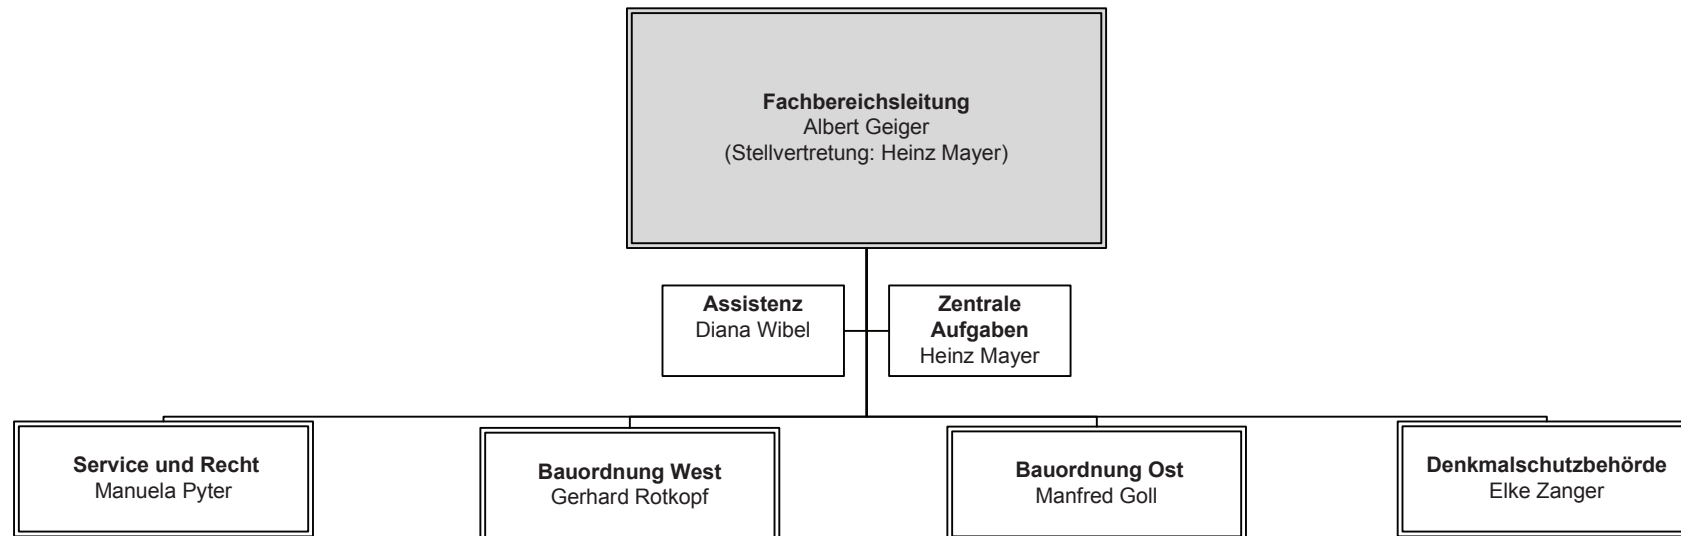 Fachbereichsleitung
Albert Geiger
(Stellvertretung: Heinz Mayer)
Assistenz
Diana Wibel
Zentrale
Aufgaben
Heinz Mayer
Service und Recht
Manuela Pyter
Bauordnung West
Gerhard Rotkopf
Bauordnung Ost
Manfred Goll
Denkmalschutzbehörde
Elke Zanger